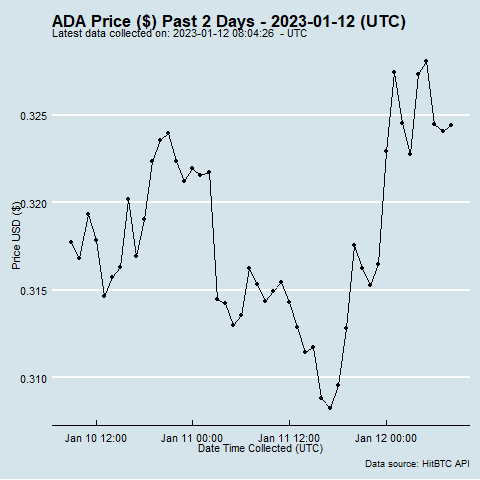 ADA Price ($) Past 2 Days - 2023-01-12 (UTC)
Latest data collected on: 2023-01-12 08:04:26  - UTC
0.325
0.320
0.315
0.310
Price USD ($)
Jan 10 12:00
Jan 11 00:00
Jan 11 12:00
Jan 12 00:00
Date Time Collected (UTC)
Data source: HitBTC API